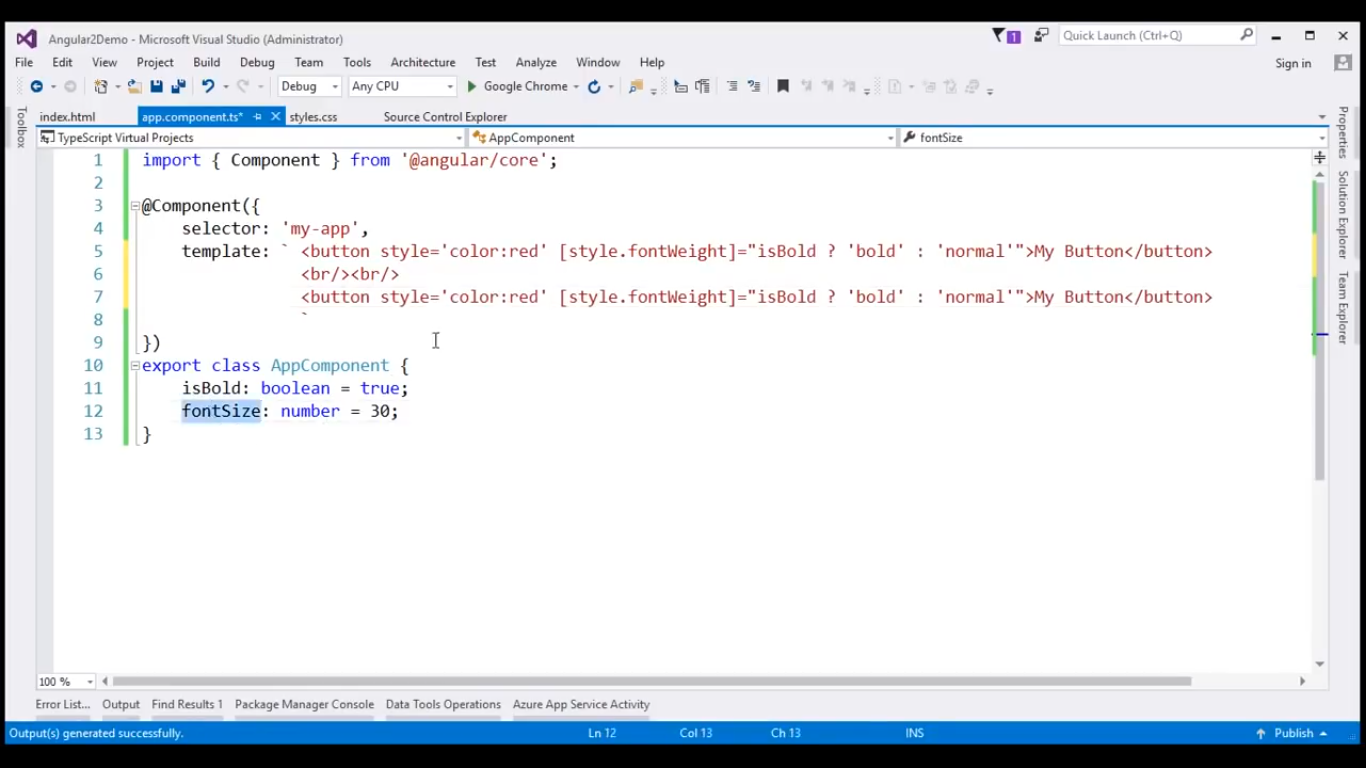 Angular2Demo - Microsoft Visual Studio (Administrator)
1
Quick Launch (Ctrl+Q)
File Edit View Project Build Debug Team Tools Architecture Test Analyze Window Help
Sign in
Debug Any CPU Google Chrome
index.html app.component.ts* styles.css Source Control Explorer
TypeScript Virtual Projects AppComponent fontSize
Toolbox
Properties
Solution Explorer
Team Explorer
1 import { Component } from '@angular/core';
2
3 @Component({
4 selector: 'my-app',
5 template: ` <button style='color:red' [style.fontWeight]="isBold ? 'bold' : 'normal'">My Button</button>
6 <br/><br/>
7 <button style='color:red' [style.fontWeight]="isBold ? 'bold' : 'normal'">My Button</button>
8 `
9 })
10 export class AppComponent {
11 isBold: boolean = true;
12 fontSize: number = 30;
13 }
100 %
Error List... Output Find Results 1 Package Manager Console Data Tools Operations Azure App Service Activity
Output(s) generated successfully. Ln 12 Col 13 Ch 13 INS Publish